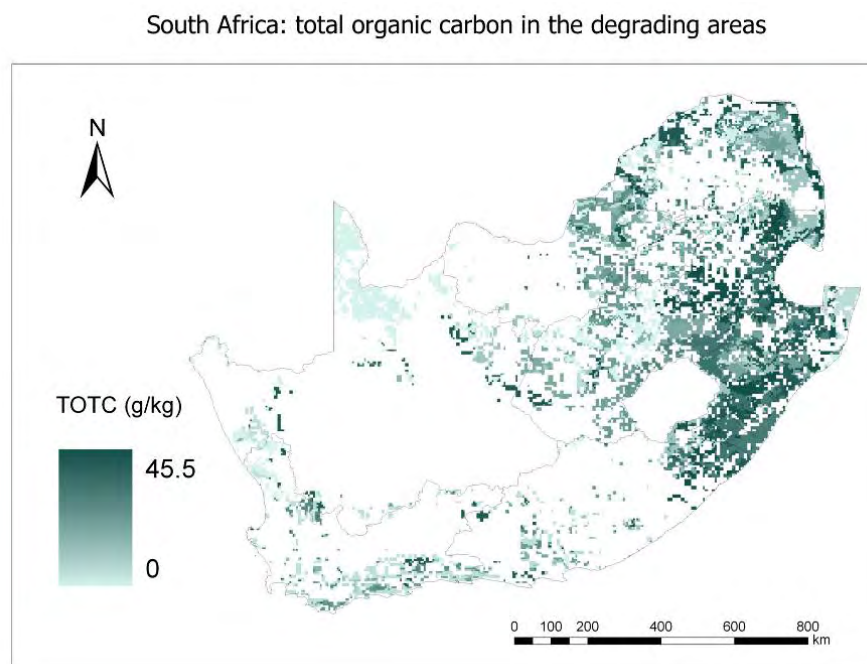 South Africa: total organic carbon in the degrading areas
N
TOTC (g/kg)
45.5
0
0 100 200 400 600 800
km